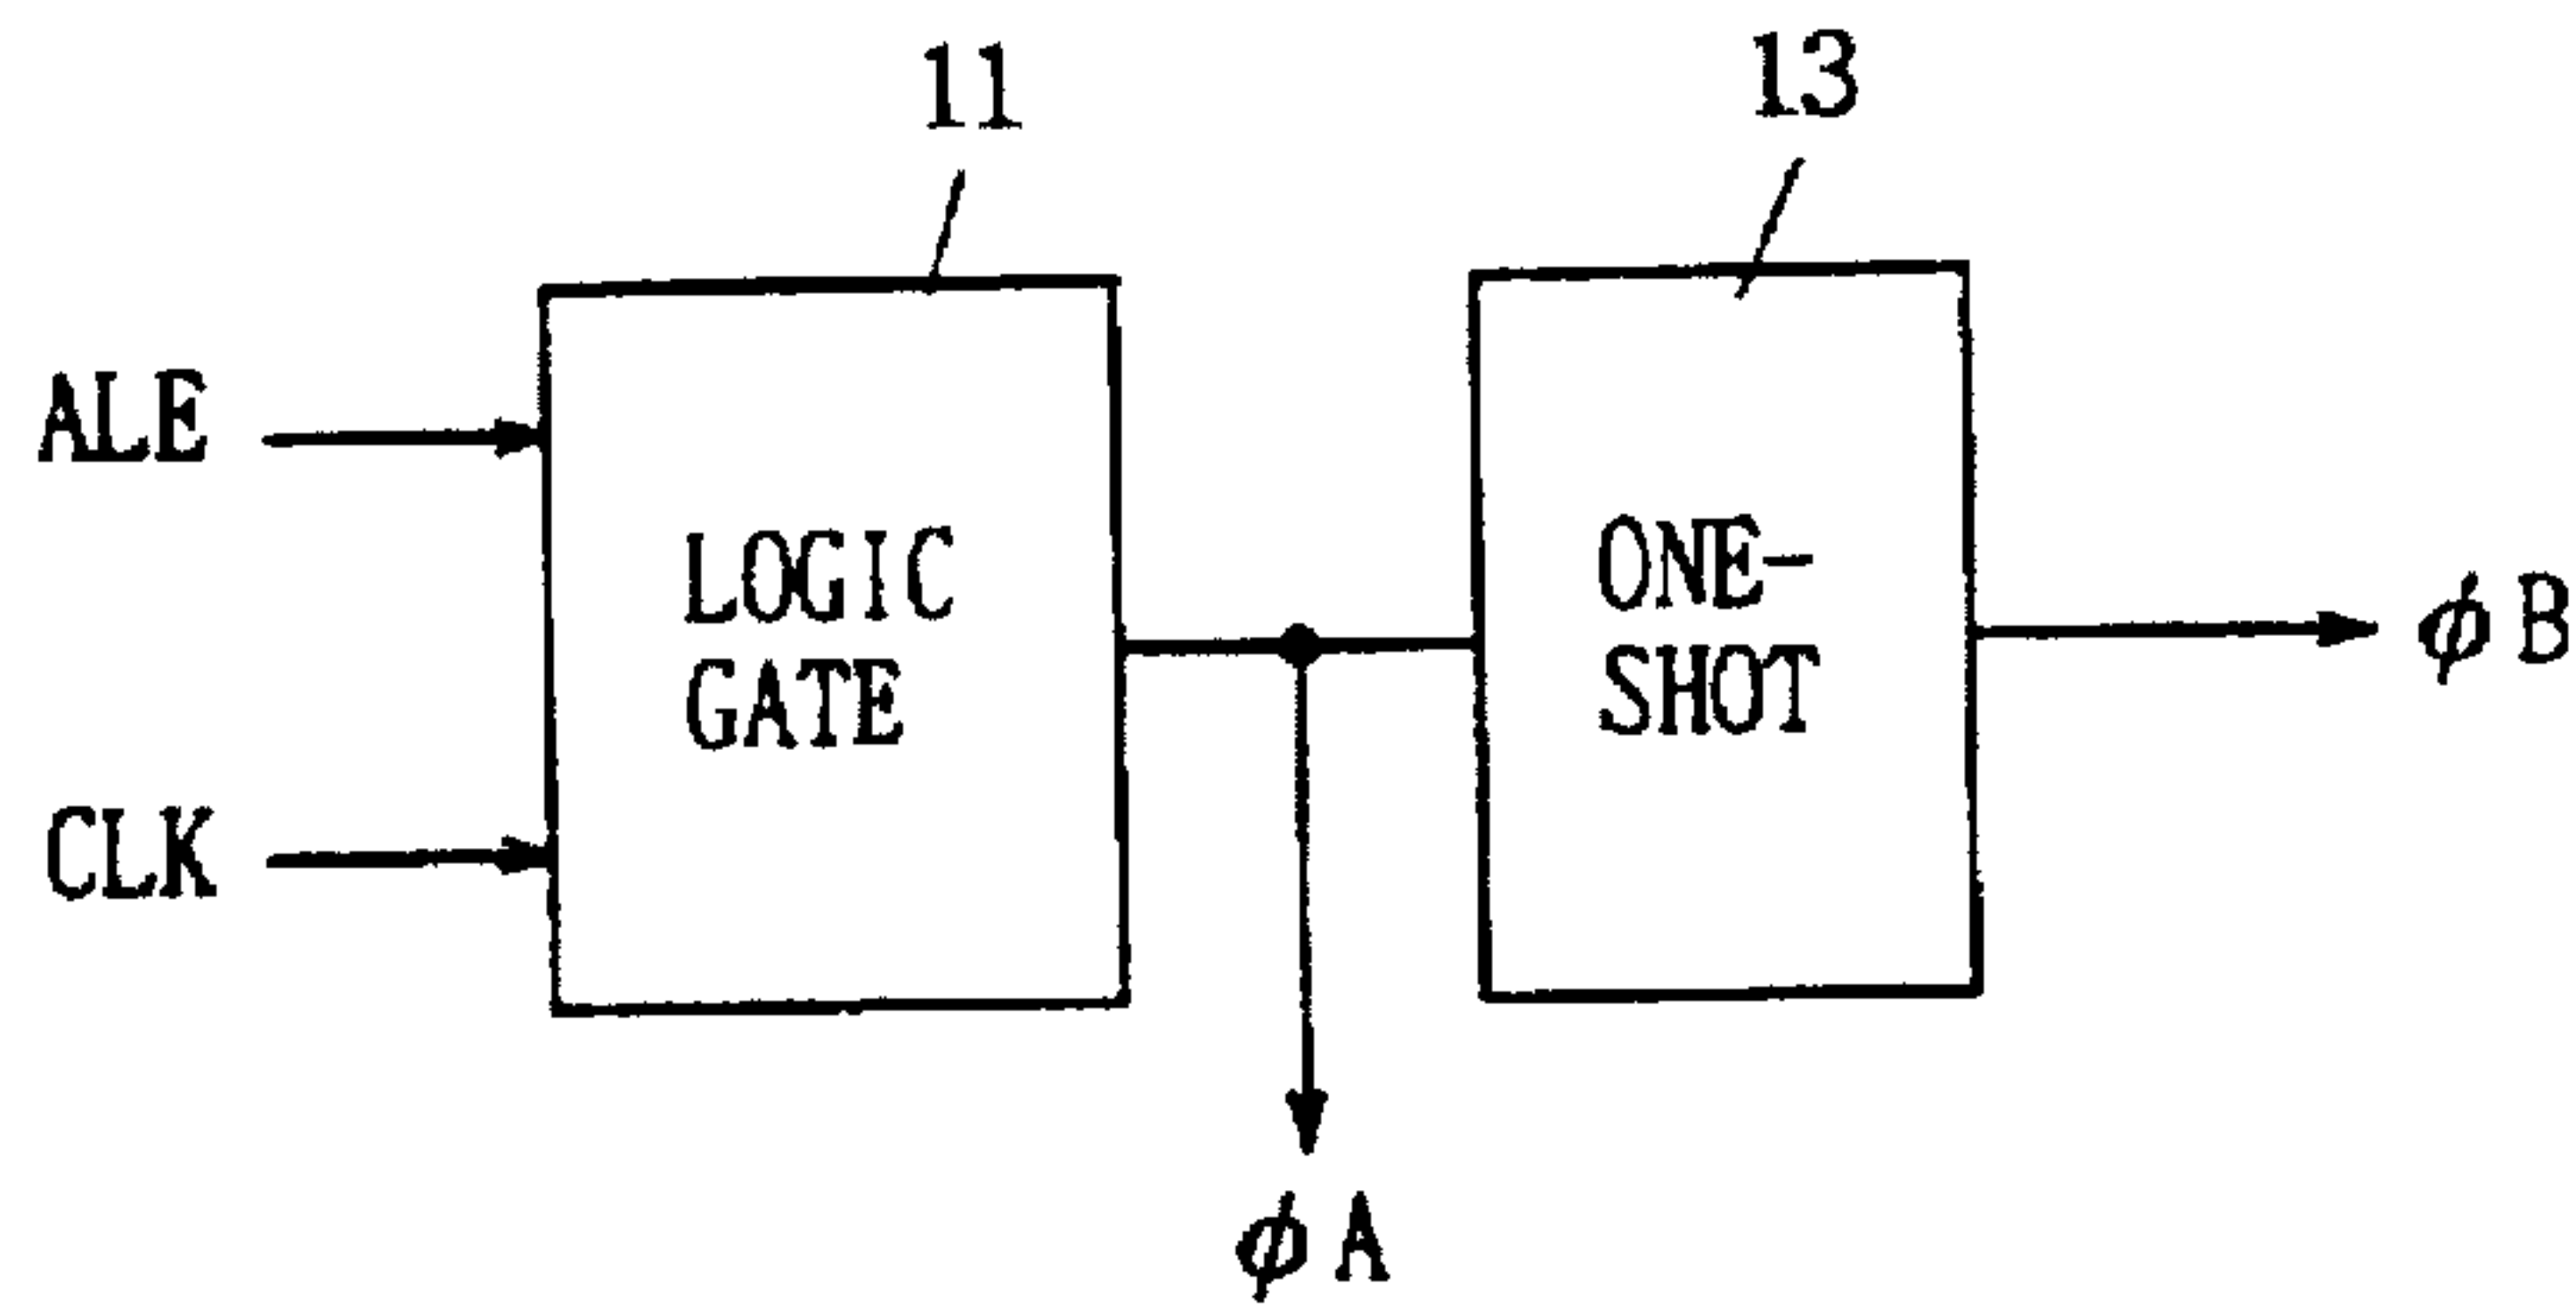 11
13
ALE
LOGIC
GATE
ONE-
SHOT
φB
CLK
φA